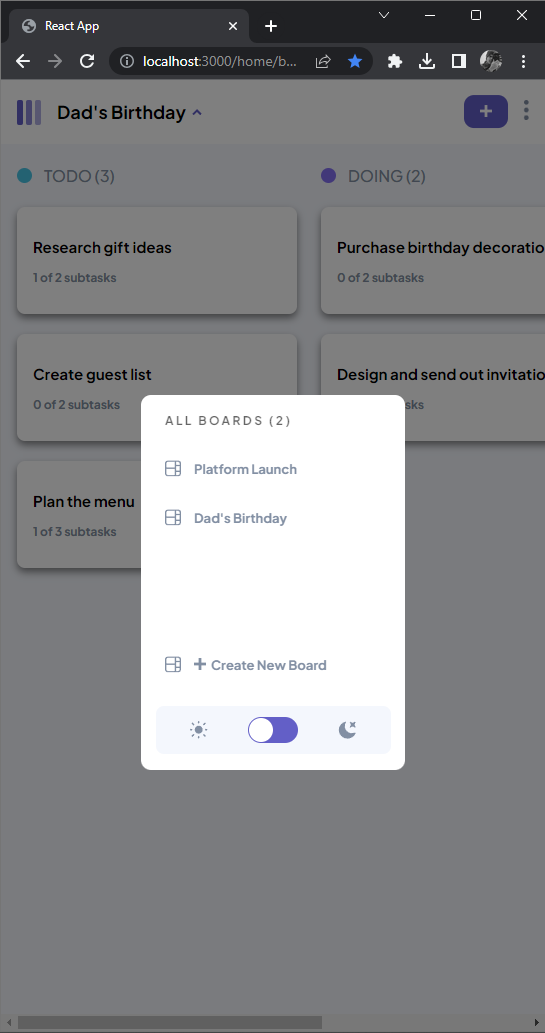 React App
localhost:3000/home/b...
Dad's Birthday
TODO (3)
DOING (2)
Research gift ideas
1 of 2 subtasks
Purchase birthday decoratio
0 of 2 subtasks
Create guest list
0 of 2 subtasks
Design and send out invitatio
sks
Plan the menu
1 of 3 subtasks
ALL BOARDS (2)
Platform Launch
Dad's Birthday
+ Create New Board